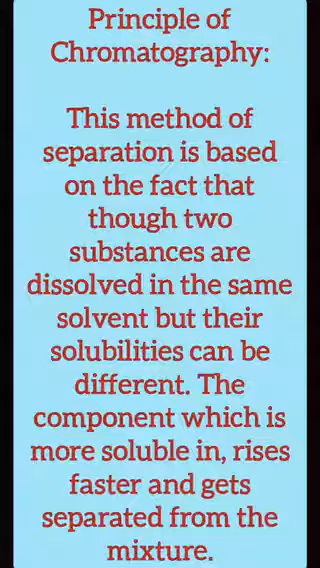 Principle of
Chromatography:
This method of
separation is based
on the fact that
though two
substances are
dissolved in the same
solvent but their
solubilities can be
different. The
component which is
more soluble in, rises
faster and gets
separated from the
mixture.